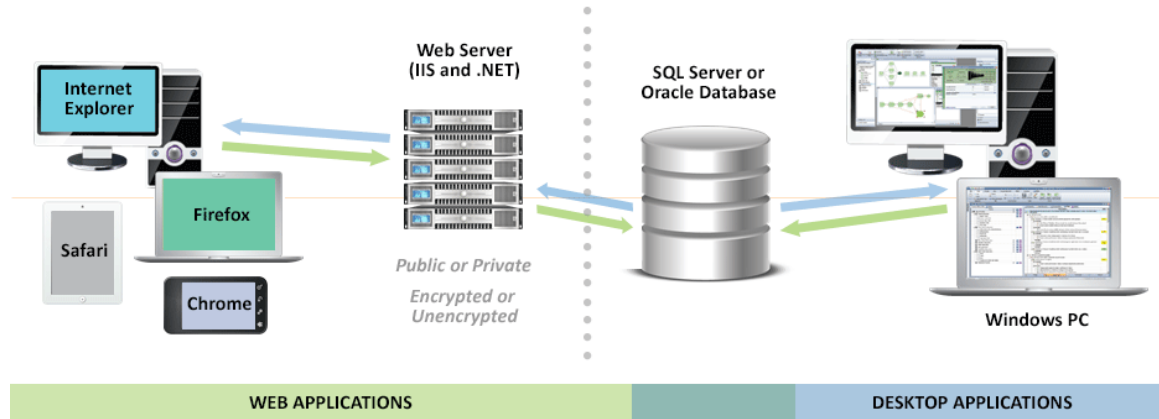 Internet
Explorer
Firefox
Safari
Chrome
Web Server
(IIS and .NET)
Public or Private
Encrypted or
Unencrypted
SQL Server or
Oracle Database
Windows PC
WEB APPLICATIONS
DESKTOP APPLICATIONS